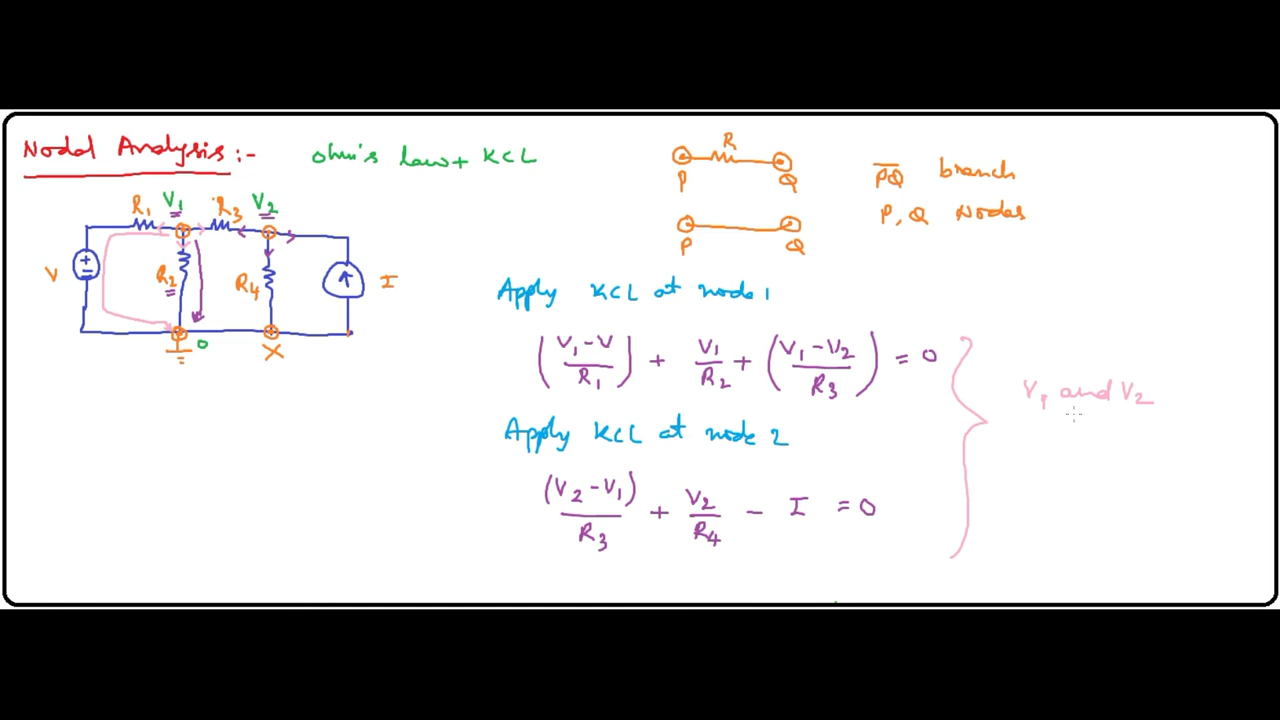 Nodal Analysis :-
ohm's law + KCL
R
P Q
PQ branch
P, Q Nodes
P Q
R1 V1 R3 V2
V R2 R4 I
0 X
Apply KCL at node 1
(V1 - V / R1) + V1 / R2 + (V1 - V2 / R3) = 0
V1 and V2
Apply KCL at node 2
(V2 - V1) / R3 + V2 / R4 - I = 0